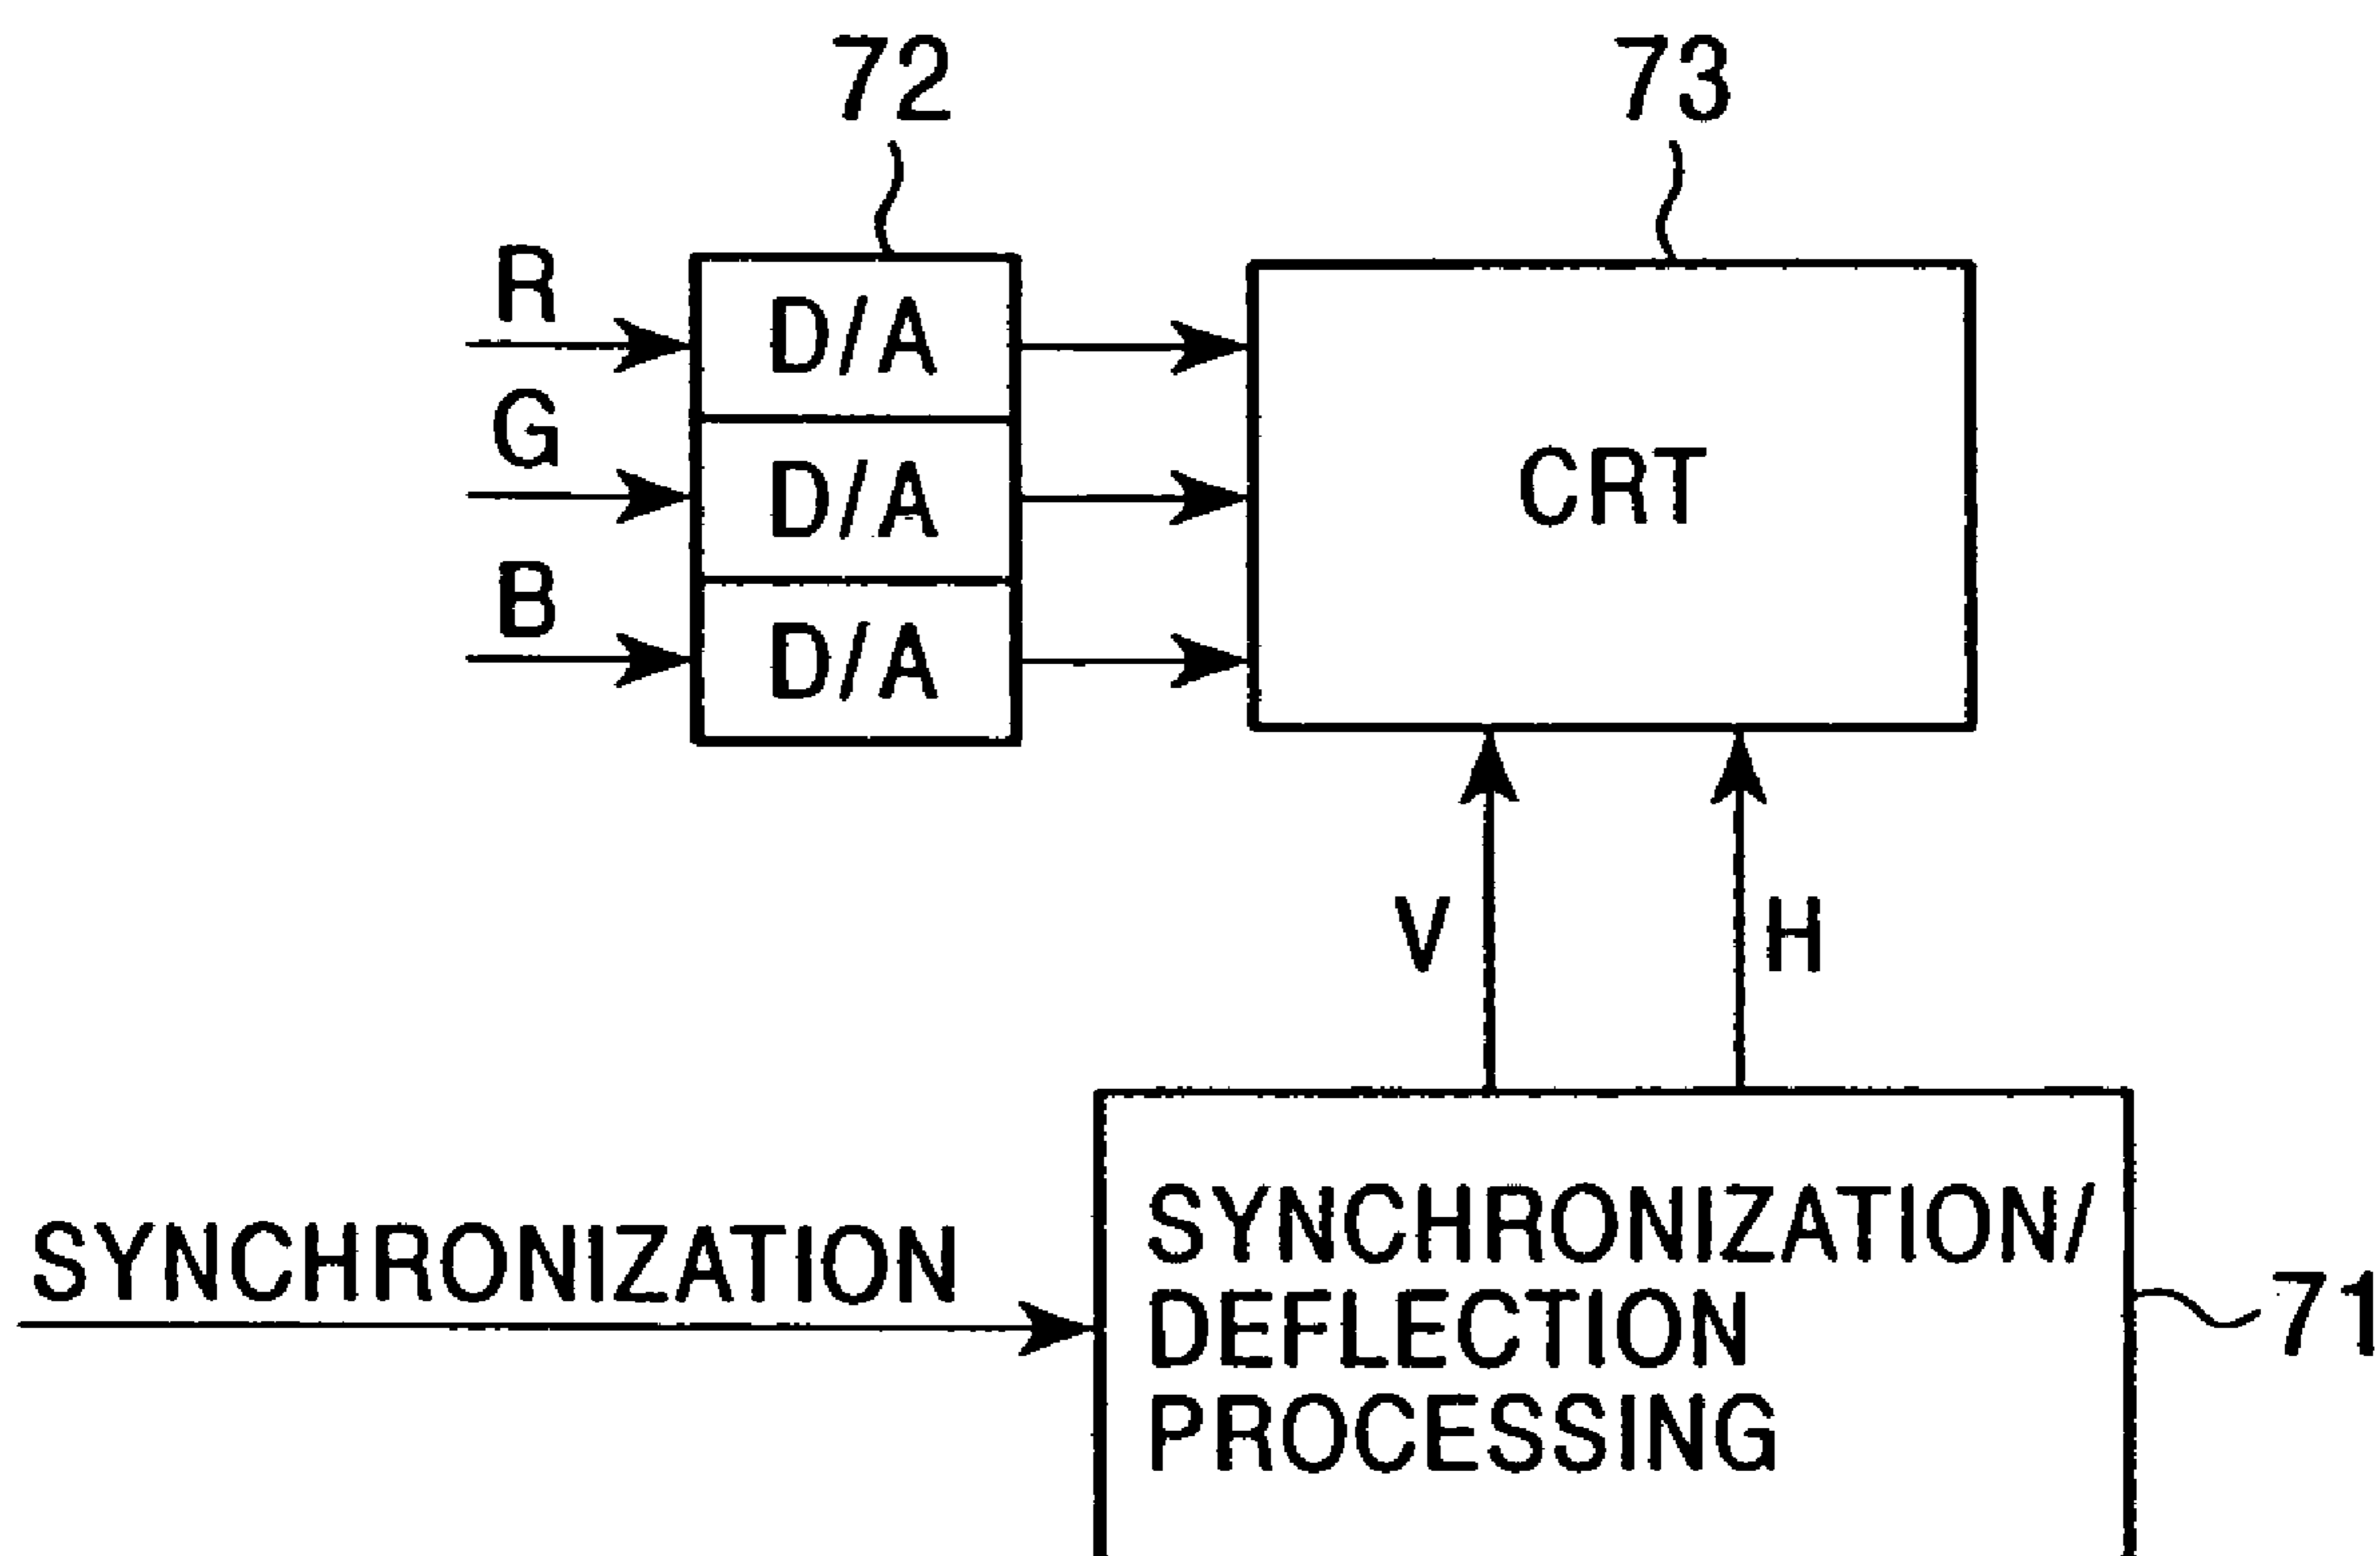 72
73
R
D/A
G
D/A
CRT
B
D/A
V
H
SYNCHRONIZATION
SYNCHRONIZATION/
DEFLECTION
PROCESSING
71